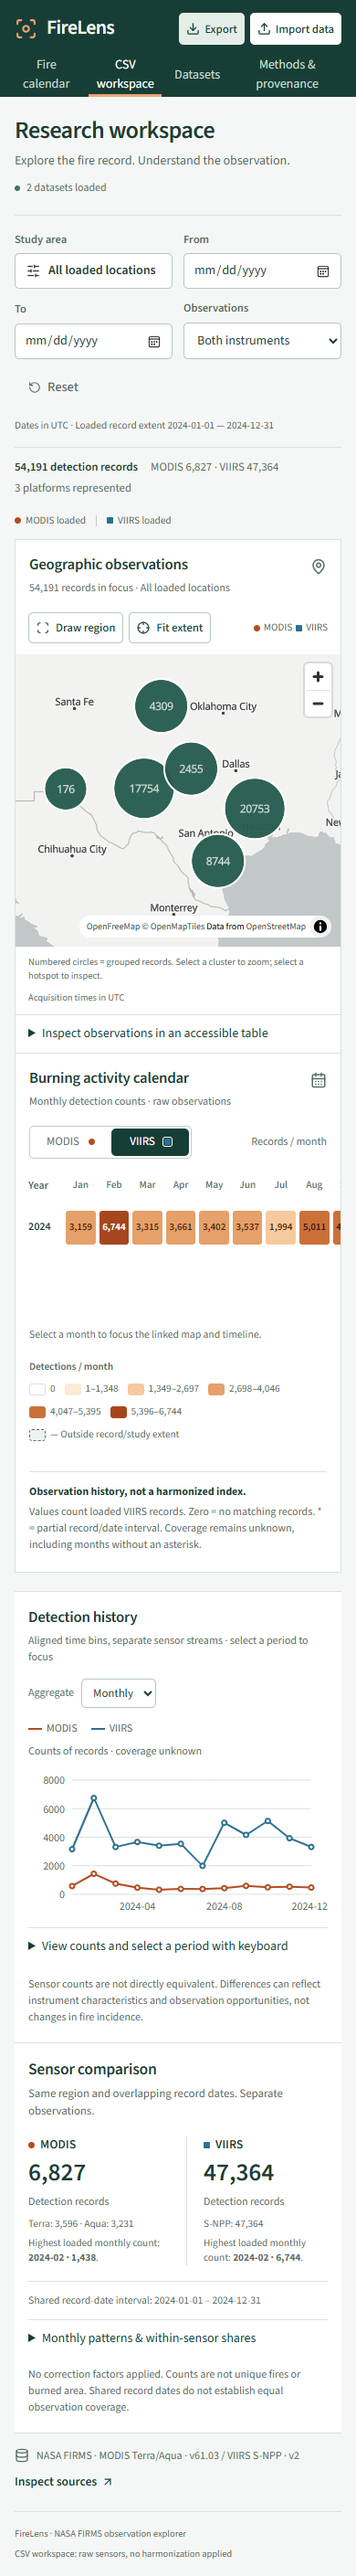 FireLens
Export
Import data
Fire calendar
CSV workspace
Datasets
Methods & provenance
Research workspace
Explore the fire record. Understand the observation.
2 datasets loaded
Study area
From
All loaded locations
mm/dd/yyyy
To
Observations
mm/dd/yyyy
Both instruments
Reset
Dates in UTC · Loaded record extent 2024-01-01 — 2024-12-31
54,191 detection records MODIS 6,827 · VIIRS 47,364
3 platforms represented
MODIS loaded | VIIRS loaded
Geographic observations
54,191 records in focus · All loaded locations
Draw region
Fit extent
MODIS VIIRS
Santa Fe
4309
Oklahoma City
2455
Dallas
176
17754
20753
San Antonio
8744
Chihuahua City
Monterrey
OpenFreeMap © OpenMapTiles Data from OpenStreetMap
Numbered circles = grouped records. Select a cluster to zoom; select a
hotspot to inspect.
Acquisition times in UTC
Inspect observations in an accessible table
Burning activity calendar
Monthly detection counts · raw observations
MODIS
VIIRS
Records / month
Year Jan Feb Mar Apr May Jun Jul Aug
2024 3,159 6,744 3,315 3,661 3,402 3,537 1,994 5,011 4
Select a month to focus the linked map and timeline.
Detections / month
0 1–1,348 1,349–2,697 2,698–4,046
4,047–5,395 5,396–6,744
— Outside record/study extent
Observation history, not a harmonized index.
Values count loaded VIIRS records. Zero = no matching records. *
= partial record/date interval. Coverage remains unknown,
including months without an asterisk.
Detection history
Aligned time bins, separate sensor streams · select a period to
focus
Aggregate Monthly
MODIS VIIRS
Counts of records · coverage unknown
8000
6000
4000
2000
0
2024-04 2024-08 2024-12
View counts and select a period with keyboard
Sensor counts are not directly equivalent. Differences can reflect
instrument characteristics and observation opportunities, not
changes in fire incidence.
Sensor comparison
Same region and overlapping record dates. Separate
observations.
MODIS
6,827
Detection records
Terra: 3,596 · Aqua: 3,231
Highest loaded monthly count:
2024-02 · 1,438.
VIIRS
47,364
Detection records
S-NPP: 47,364
Highest loaded monthly
count: 2024-02 · 6,744.
Shared record-date interval: 2024-01-01 – 2024-12-31
Monthly patterns & within-sensor shares
No correction factors applied. Counts are not unique fires or
burned area. Shared record dates do not establish equal
observation coverage.
NASA FIRMS · MODIS Terra/Aqua · v61.03 / VIIRS S-NPP · v2
Inspect sources
FireLens · NASA FIRMS observation explorer
CSV workspace: raw sensors, no harmonization applied